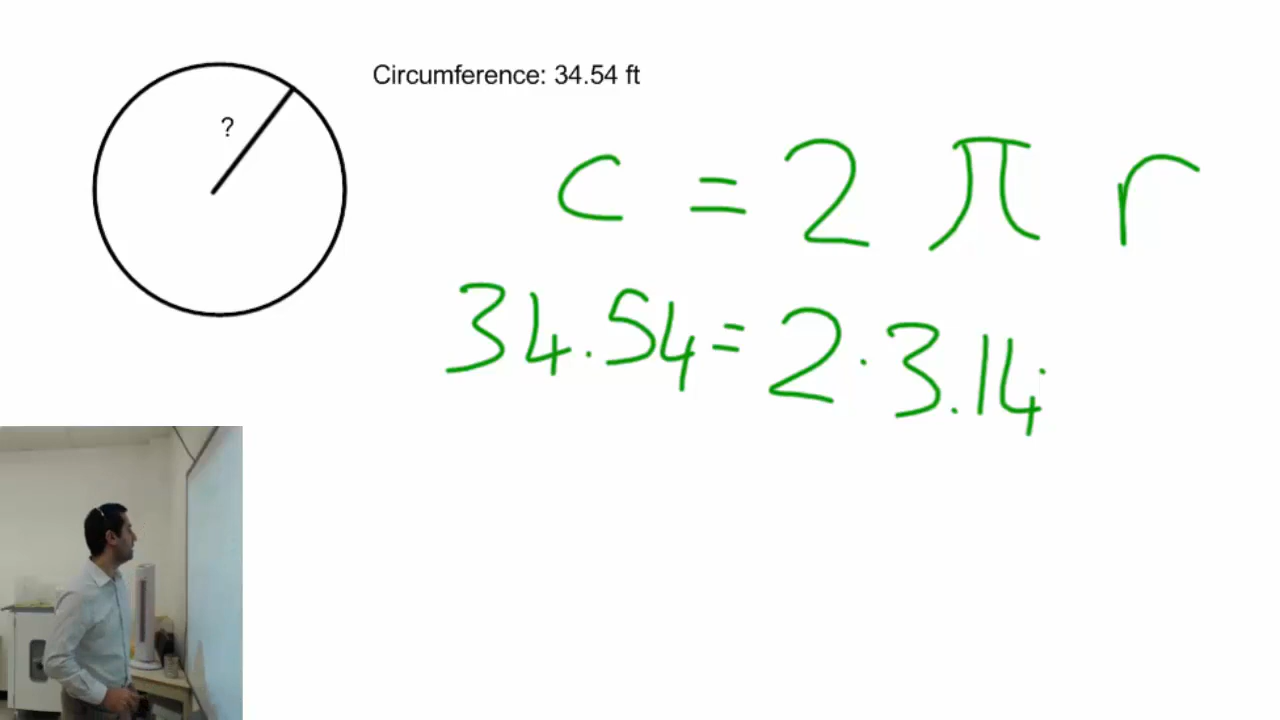 Circumference: 34.54 ft
?
c = 2 π r
34.54 = 2 · 3.14 ·